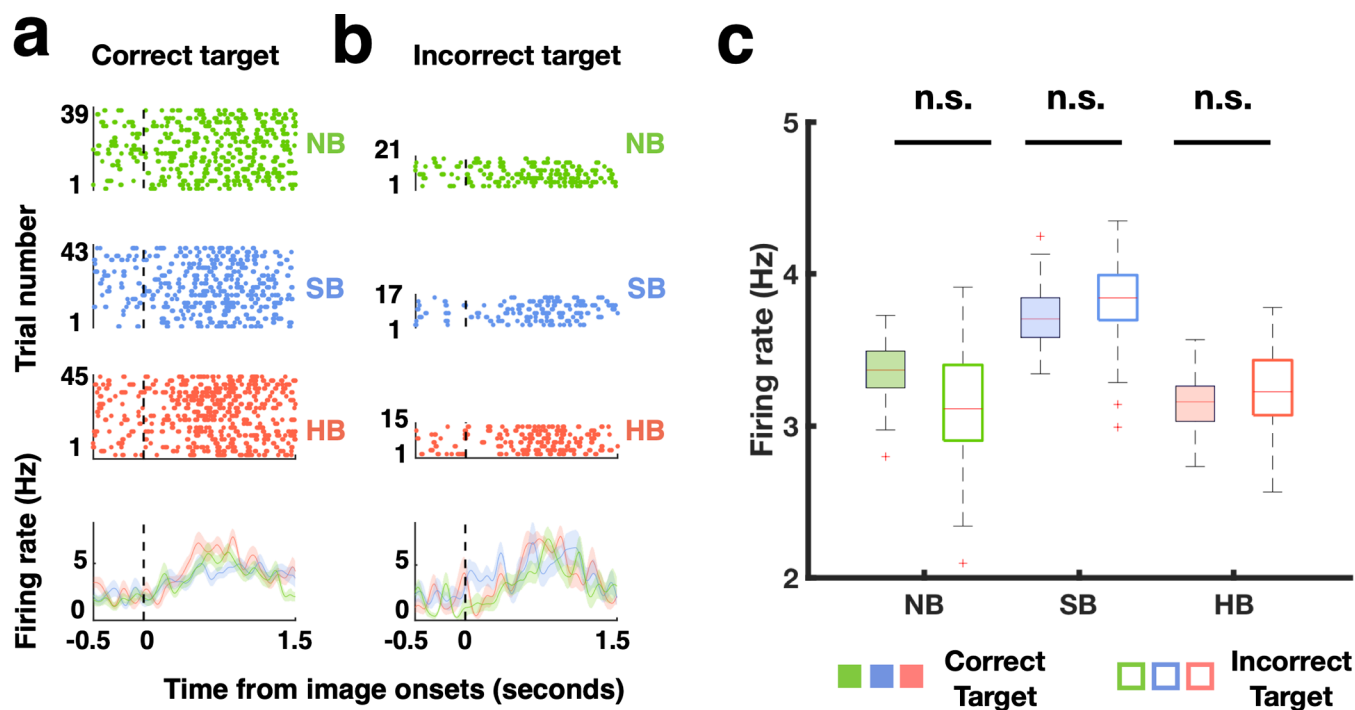 a
Correct target
39
1
NB
43
1
SB
45
1
HB
Trial number
5
0
Firing rate (Hz)
-0.5 0 1.5
b
Incorrect target
21
1
NB
17
1
SB
15
1
HB
5
0
-0.5 0 1.5
Time from image onsets (seconds)
c
n.s. n.s. n.s.
5
4
3
2
Firing rate (Hz)
NB SB HB
Correct
Target
Incorrect
Target